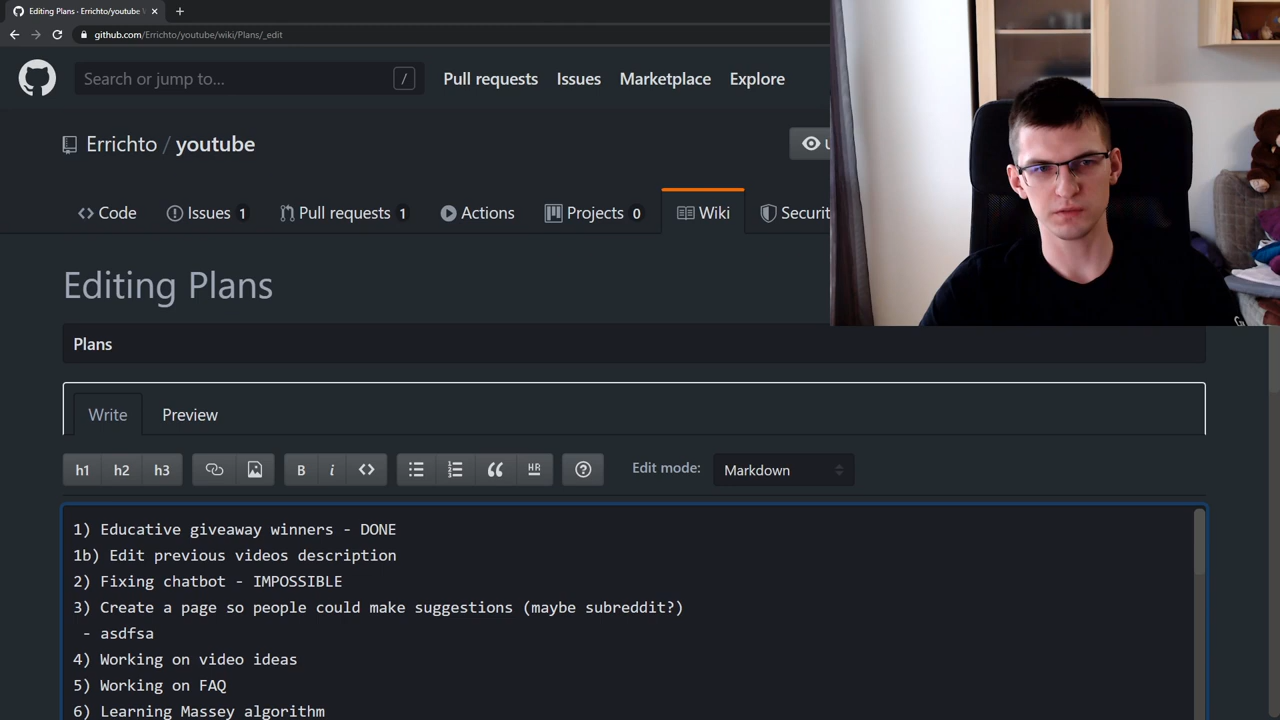 Editing Plans · Errichto/youtube
github.com/Errichto/youtube/wiki/Plans/_edit
Search or jump to... /
Pull requests Issues Marketplace Explore
Errichto / youtube
Code Issues 1 Pull requests 1 Actions Projects 0 Wiki Securit
Editing Plans
Plans
Write Preview
h1 h2 h3 B i <> HR ? Edit mode: Markdown
1) Educative giveaway winners - DONE
1b) Edit previous videos description
2) Fixing chatbot - IMPOSSIBLE
3) Create a page so people could make suggestions (maybe subreddit?)
- asdfsa
4) Working on video ideas
5) Working on FAQ
6) Learning Massey algorithm